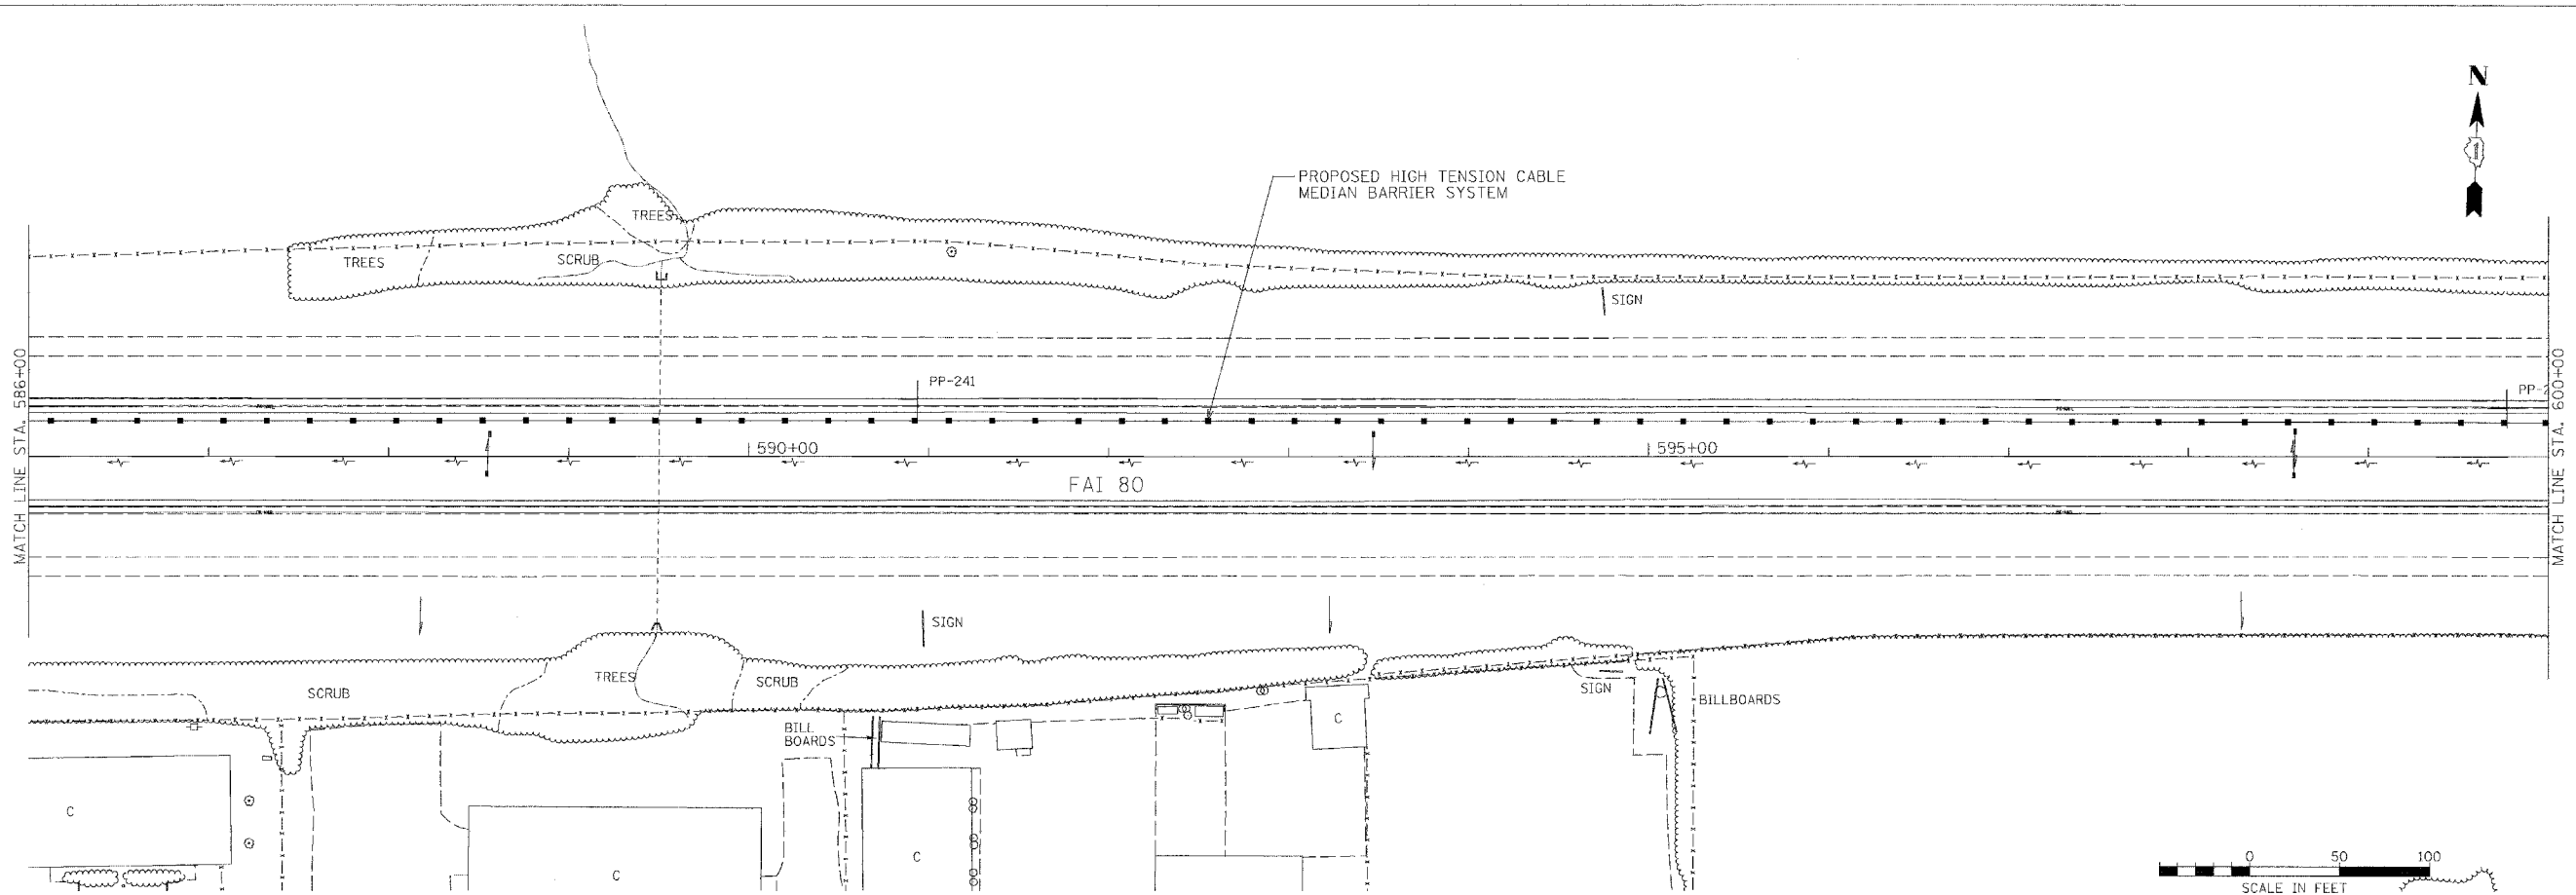 N
PROPOSED HIGH TENSION CABLE
MEDIAN BARRIER SYSTEM
TREES
TREES
SCRUB
SIGN
MATCH LINE STA. 586+00
MATCH LINE STA. 600+00
PP-241
PP-2
590+00
595+00
FAI 80
SIGN
TREES
SCRUB
SCRUB
SIGN
BILLBOARDS
BILL
BOARDS
C
C
C
C
0 50 100
SCALE IN FEET